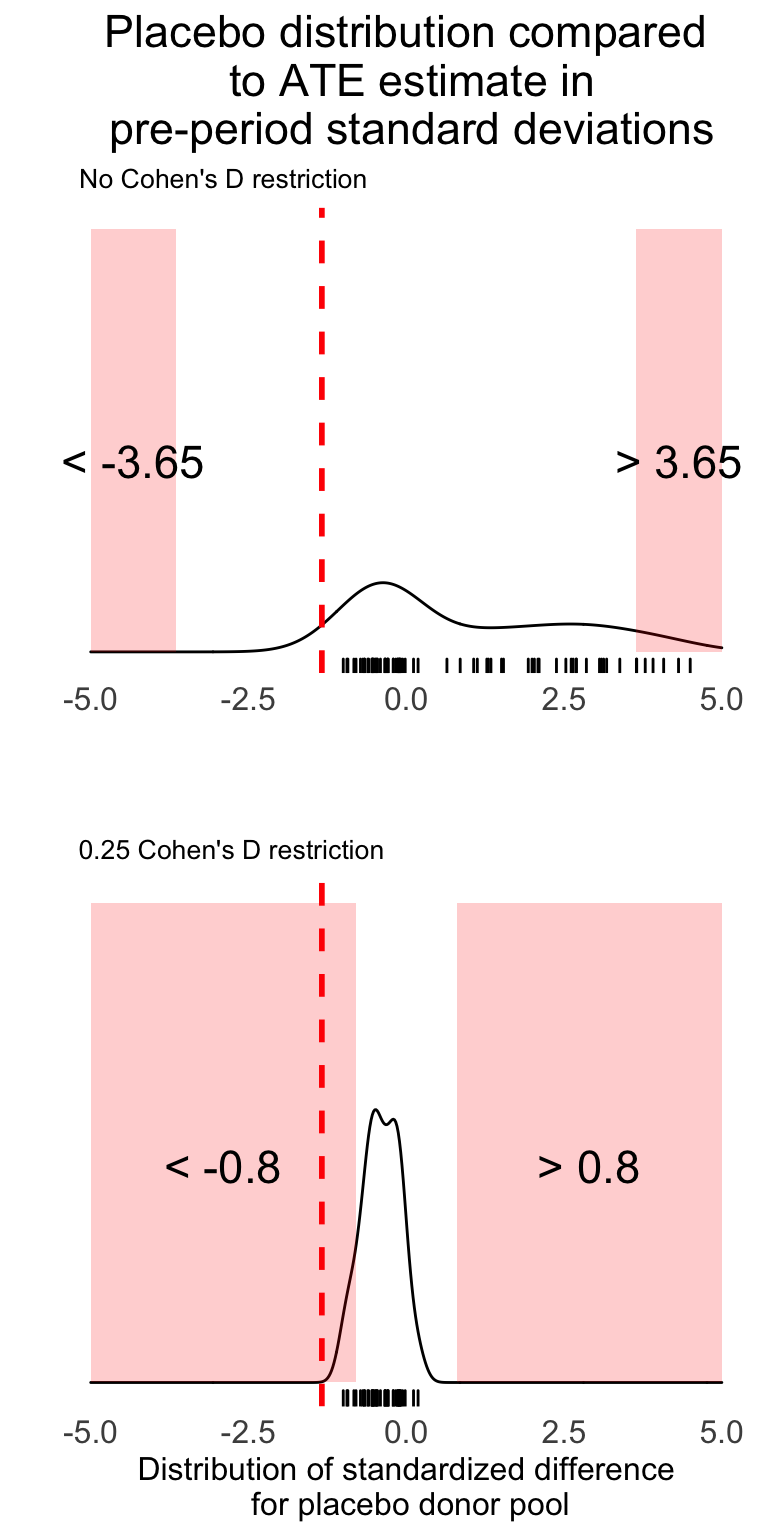 Placebo distribution compared
to ATE estimate in
pre-period standard deviations
No Cohen's D restriction
< -3.65
> 3.65
-5.0 -2.5 0.0 2.5 5.0
0.25 Cohen's D restriction
< -0.8
> 0.8
-5.0 -2.5 0.0 2.5 5.0
Distribution of standardized difference
for placebo donor pool